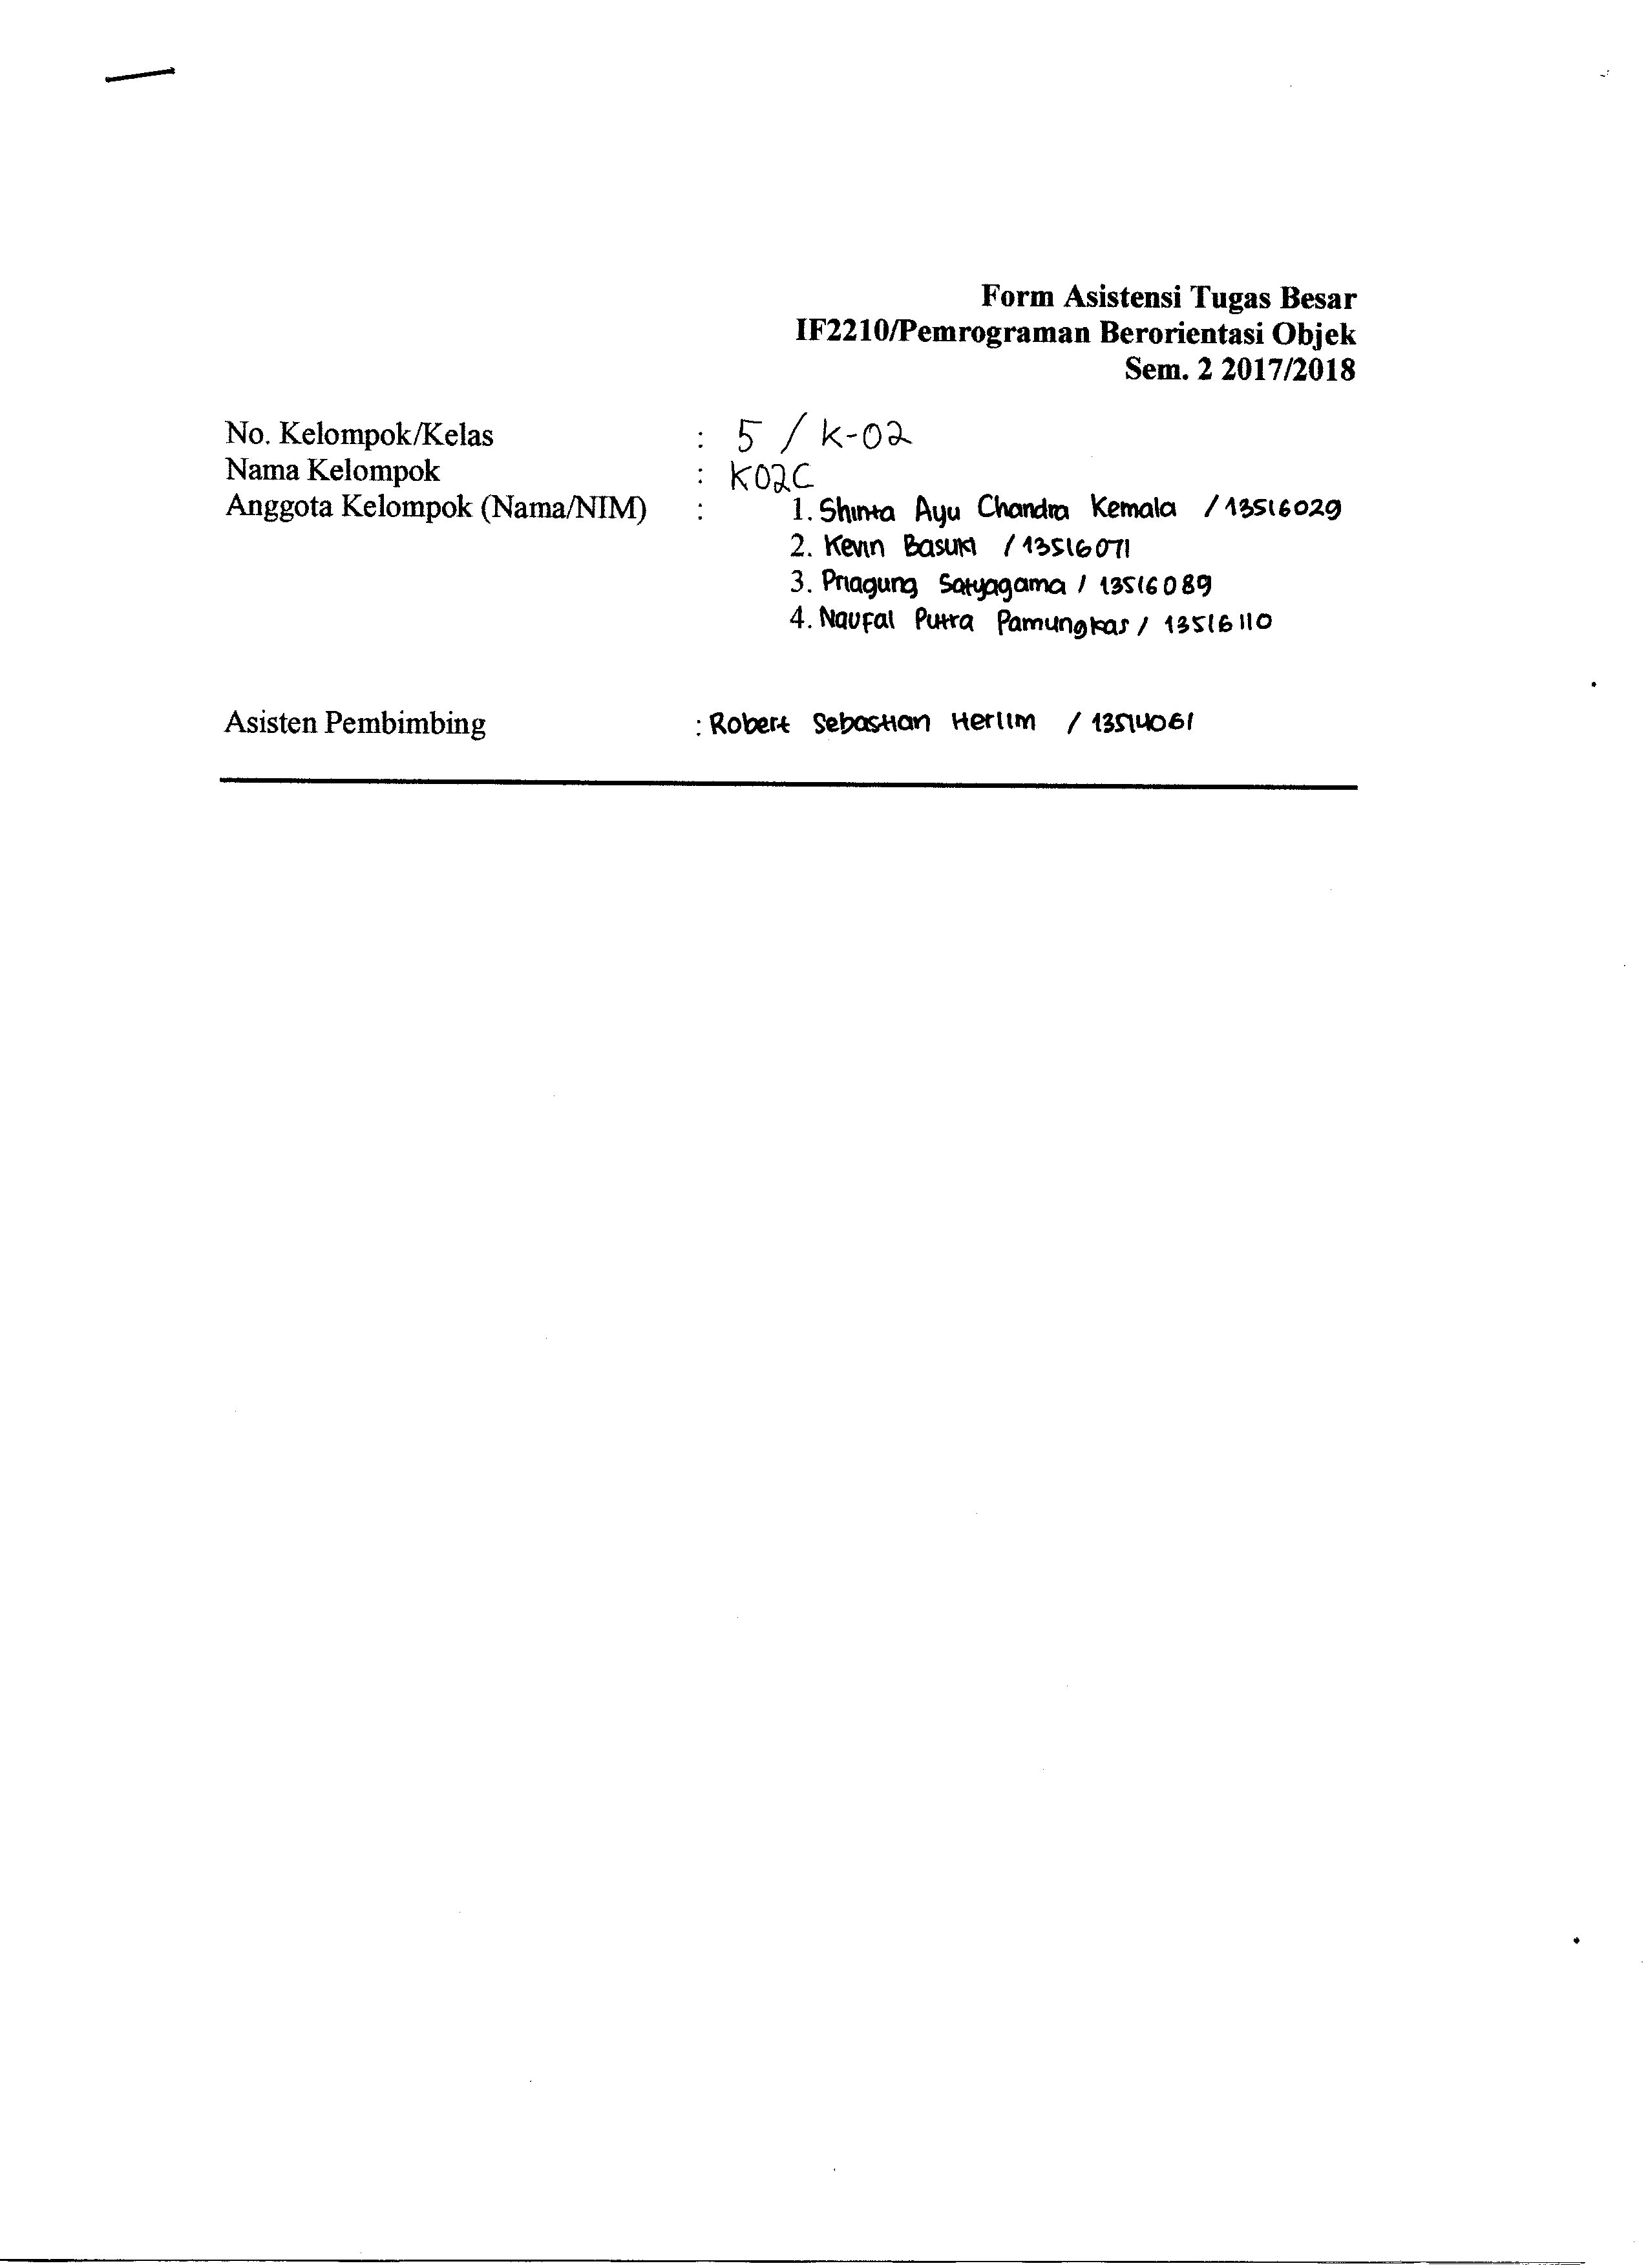 Form Asistensi Tugas Besar
IF2210/Pemrograman Berorientasi Objek
Sem. 2 2017/2018
No. Kelompok/Kelas : 5 / K-02
Nama Kelompok : K02C
Anggota Kelompok (Nama/NIM) : 1. Shinta Ayu Chandra Kemala / 13516029
2. Kevin Basuki / 13516071
3. Priagung Satyagama / 13516089
4. Naufal Putra Pamungkas / 13516110
Asisten Pembimbing : Robert Sebastian Herlim / 13514061